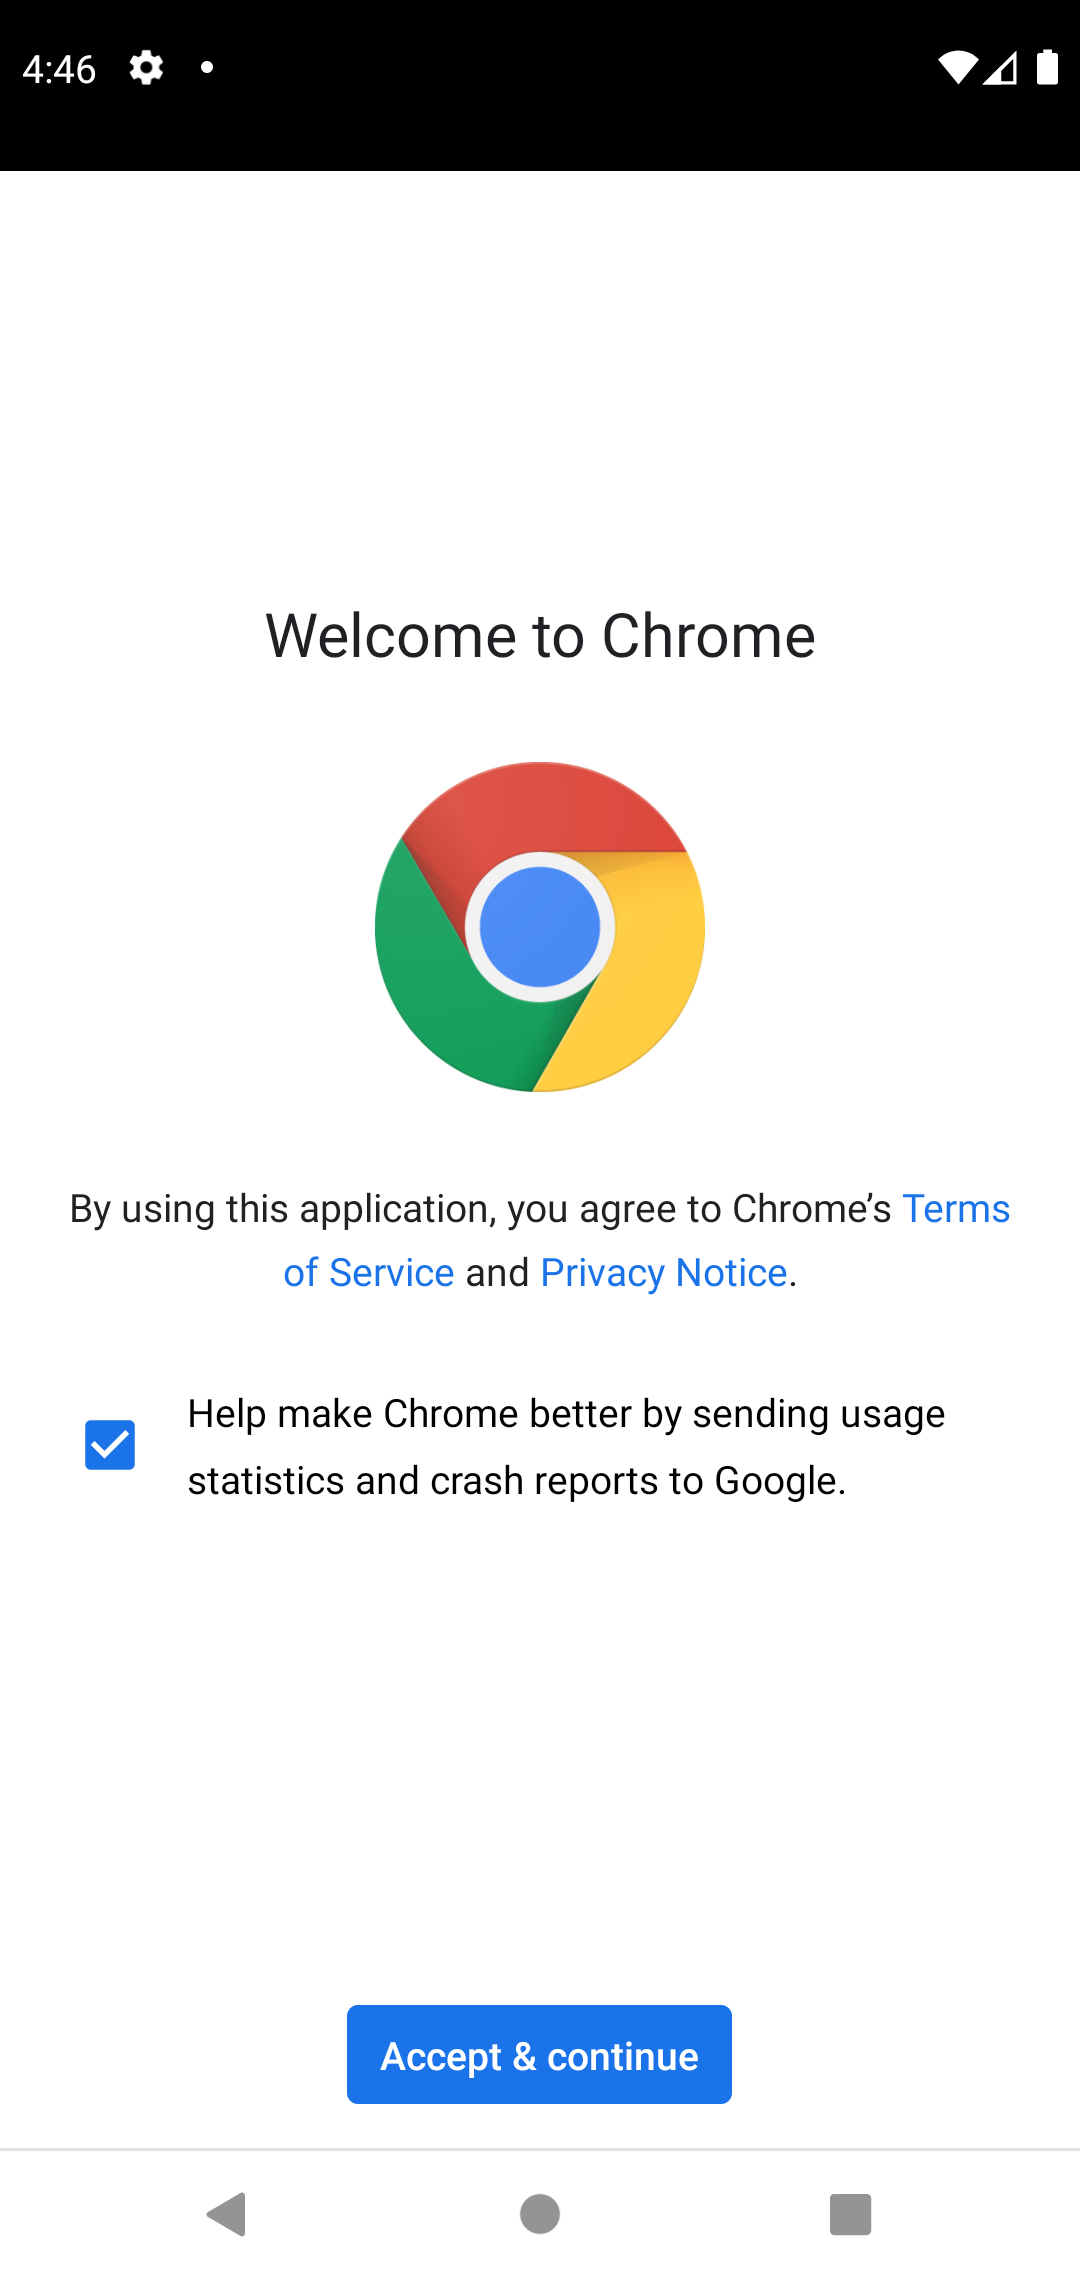 4:46
Welcome to Chrome
By using this application, you agree to Chrome’s Terms
of Service and Privacy Notice.
Help make Chrome better by sending usage
statistics and crash reports to Google.
Accept & continue